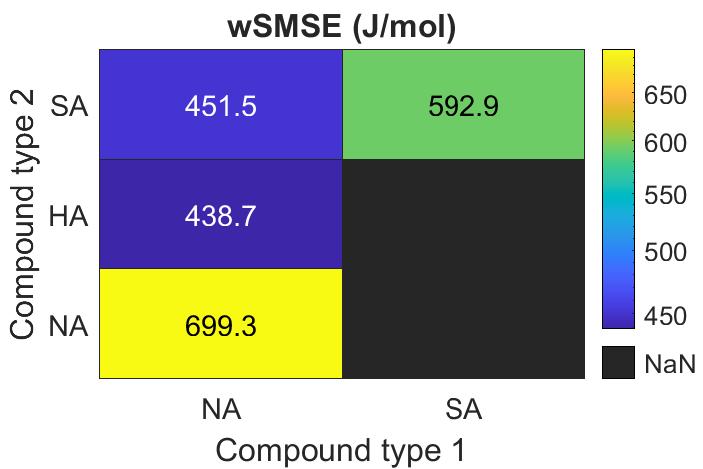 wSMSE (J/mol)
Compound type 2
SA
451.5
592.9
HA
438.7
NA
699.3
NA
SA
Compound type 1
650
600
550
500
450
NaN